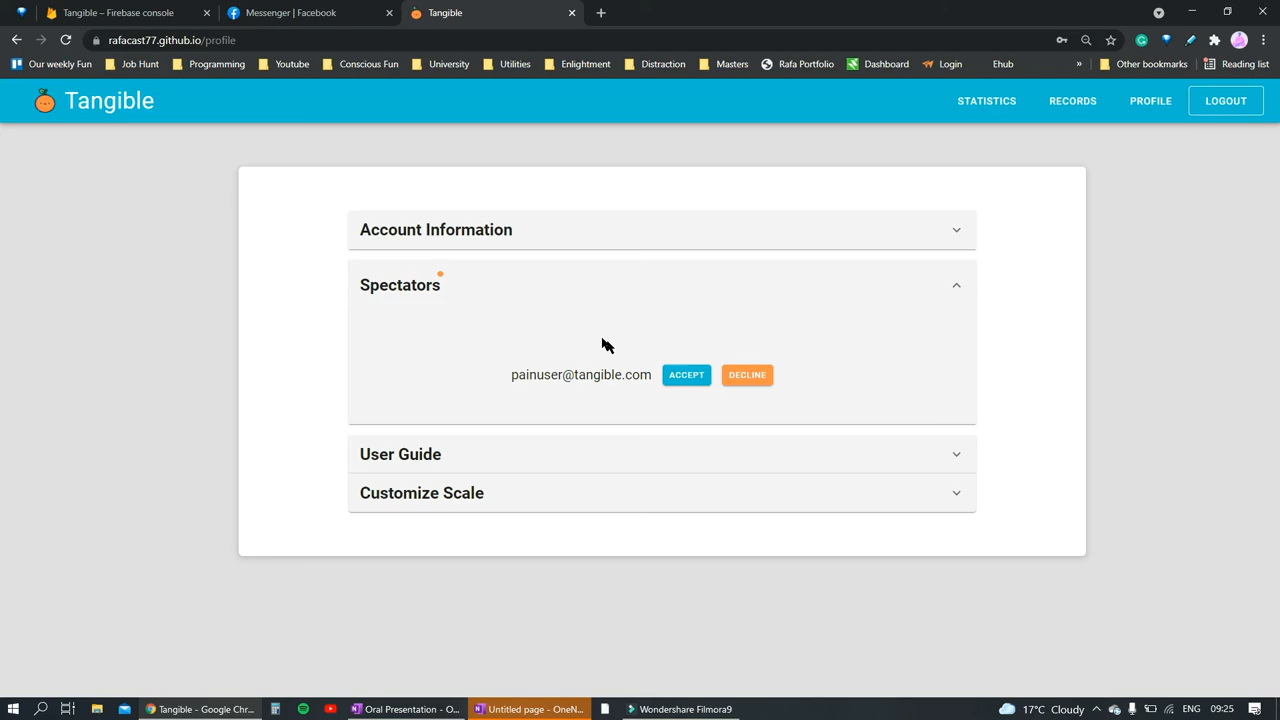 Tangible – Firebase console
Messenger | Facebook
Tangible
rafacast77.github.io/profile
Our weekly Fun
Job Hunt
Programming
Youtube
Conscious Fun
University
Utilities
Enlightment
Distraction
Masters
Rafa Portfolio
Dashboard
Login
Ehub
»
Other bookmarks
Reading list
Tangible
STATISTICS
RECORDS
PROFILE
LOGOUT
Account Information
Spectators
painuser@tangible.com
ACCEPT
DECLINE
User Guide
Customize Scale
Tangible - Google Chr...
Oral Presentation - O...
Untitled page - OneN...
Wondershare Filmora9
17°C Cloudy
ENG
09:25